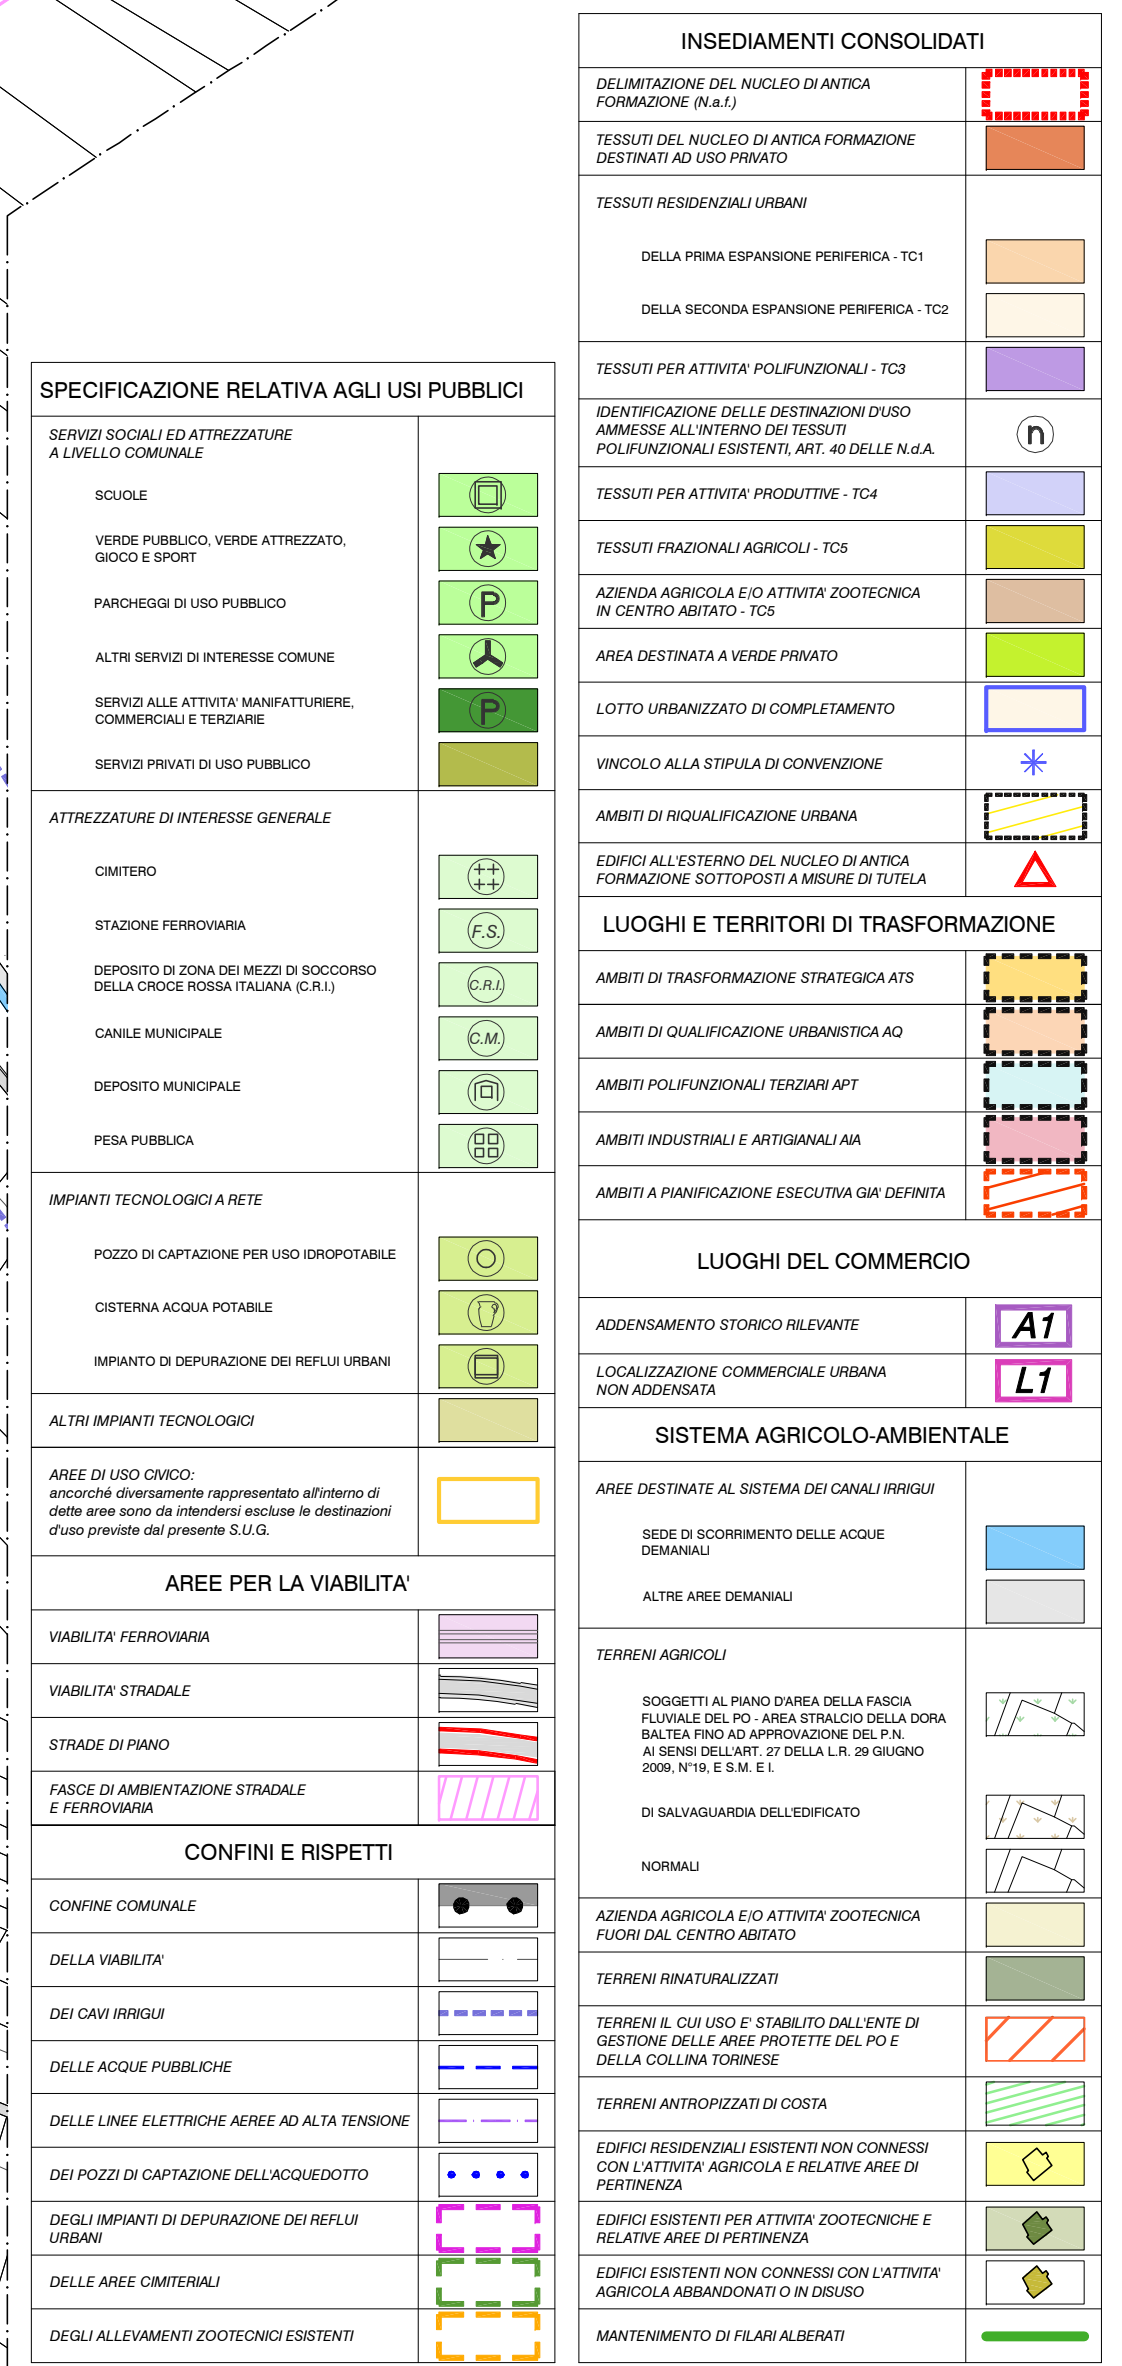 SPECIFICAZIONE RELATIVA AGLI USI PUBBLICI
SERVIZI SOCIALI ED ATTREZZATURE
A LIVELLO COMUNALE
SCUOLE
VERDE PUBBLICO, VERDE ATTREZZATO,
GIOCO E SPORT
PARCHEGGI DI USO PUBBLICO
P
ALTRI SERVIZI DI INTERESSE COMUNE
SERVIZI ALLE ATTIVITA' MANIFATTURIERE,
COMMERCIALI E TERZIARIE
P
SERVIZI PRIVATI DI USO PUBBLICO
ATTREZZATURE DI INTERESSE GENERALE
CIMITERO
STAZIONE FERROVIARIA
F.S.
DEPOSITO DI ZONA DEI MEZZI DI SOCCORSO
DELLA CROCE ROSSA ITALIANA (C.R.I.)
C.R.I.
CANILE MUNICIPALE
C.M.
DEPOSITO MUNICIPALE
PESA PUBBLICA
IMPIANTI TECNOLOGICI A RETE
POZZO DI CAPTAZIONE PER USO IDROPOTABILE
CISTERNA ACQUA POTABILE
IMPIANTO DI DEPURAZIONE DEI REFLUI URBANI
ALTRI IMPIANTI TECNOLOGICI
AREE DI USO CIVICO:
ancorché diversamente rappresentato all'interno di
dette aree sono da intendersi escluse le destinazioni
d'uso previste dal presente S.U.G.
AREE PER LA VIABILITA'
VIABILITA' FERROVIARIA
VIABILITA' STRADALE
STRADE DI PIANO
FASCE DI AMBIENTAZIONE STRADALE
E FERROVIARIA
CONFINI E RISPETTI
CONFINE COMUNALE
DELLA VIABILITA'
DEI CAVI IRRIGUI
DELLE ACQUE PUBBLICHE
DELLE LINEE ELETTRICHE AEREE AD ALTA TENSIONE
DEI POZZI DI CAPTAZIONE DELL'ACQUEDOTTO
DEGLI IMPIANTI DI DEPURAZIONE DEI REFLUI
URBANI
DELLE AREE CIMITERIALI
DEGLI ALLEVAMENTI ZOOTECNICI ESISTENTI
INSEDIAMENTI CONSOLIDATI
DELIMITAZIONE DEL NUCLEO DI ANTICA
FORMAZIONE (N.a.f.)
TESSUTI DEL NUCLEO DI ANTICA FORMAZIONE
DESTINATI AD USO PRIVATO
TESSUTI RESIDENZIALI URBANI
DELLA PRIMA ESPANSIONE PERIFERICA - TC1
DELLA SECONDA ESPANSIONE PERIFERICA - TC2
TESSUTI PER ATTIVITA' POLIFUNZIONALI - TC3
IDENTIFICAZIONE DELLE DESTINAZIONI D'USO
AMMESSE ALL'INTERNO DEI TESSUTI
POLIFUNZIONALI ESISTENTI, ART. 40 DELLE N.d.A.
n
TESSUTI PER ATTIVITA' PRODUTTIVE - TC4
TESSUTI FRAZIONALI AGRICOLI - TC5
AZIENDA AGRICOLA E/O ATTIVITA' ZOOTECNICA
IN CENTRO ABITATO - TC5
AREA DESTINATA A VERDE PRIVATO
LOTTO URBANIZZATO DI COMPLETAMENTO
VINCOLO ALLA STIPULA DI CONVENZIONE
AMBITI DI RIQUALIFICAZIONE URBANA
EDIFICI ALL'ESTERNO DEL NUCLEO DI ANTICA
FORMAZIONE SOTTOPOSTI A MISURE DI TUTELA
LUOGHI E TERRITORI DI TRASFORMAZIONE
AMBITI DI TRASFORMAZIONE STRATEGICA ATS
AMBITI DI QUALIFICAZIONE URBANISTICA AQ
AMBITI POLIFUNZIONALI TERZIARI APT
AMBITI INDUSTRIALI E ARTIGIANALI AIA
AMBITI A PIANIFICAZIONE ESECUTIVA GIA' DEFINITA
LUOGHI DEL COMMERCIO
ADDENSAMENTO STORICO RILEVANTE
A1
LOCALIZZAZIONE COMMERCIALE URBANA
NON ADDENSATA
L1
SISTEMA AGRICOLO-AMBIENTALE
AREE DESTINATE AL SISTEMA DEI CANALI IRRIGUI
SEDE DI SCORRIMENTO DELLE ACQUE
DEMANIALI
ALTRE AREE DEMANIALI
TERRENI AGRICOLI
SOGGETTI AL PIANO D'AREA DELLA FASCIA
FLUVIALE DEL PO - AREA STRALCIO DELLA DORA
BALTEA FINO AD APPROVAZIONE DEL P.N.
AI SENSI DELL'ART. 27 DELLA L.R. 29 GIUGNO
2009, N°19, E S.M. E I.
DI SALVAGUARDIA DELL'EDIFICATO
NORMALI
AZIENDA AGRICOLA E/O ATTIVITA' ZOOTECNICA
FUORI DAL CENTRO ABITATO
TERRENI RINATURALIZZATI
TERRENI IL CUI USO E' STABILITO DALL'ENTE DI
GESTIONE DELLE AREE PROTETTE DEL PO E
DELLA COLLINA TORINESE
TERRENI ANTROPIZZATI DI COSTA
EDIFICI RESIDENZIALI ESISTENTI NON CONNESSI
CON L'ATTIVITA' AGRICOLA E RELATIVE AREE DI
PERTINENZA
EDIFICI ESISTENTI PER ATTIVITA' ZOOTECNICHE E
RELATIVE AREE DI PERTINENZA
EDIFICI ESISTENTI NON CONNESSI CON L'ATTIVITA'
AGRICOLA ABBANDONATI O IN DISUSO
MANTENIMENTO DI FILARI ALBERATI